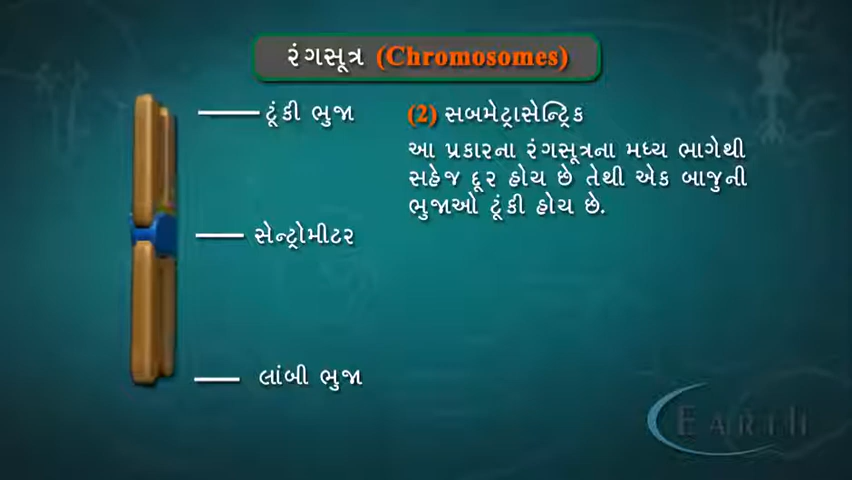 રંગસૂત્ર (Chromosomes)
ટૂંકી ભુજા
(2) સબમેટ્રાસેન્ટ્રિક
આ પ્રકારના રંગસૂત્રના મધ્ય ભાગેથી
સહેજ દૂર હોય છે તેથી એક બાજુની
ભુજાઓ ટૂંકી હોય છે.
સેન્ટ્રોમીટર
લાંબી ભુજા
EARTH